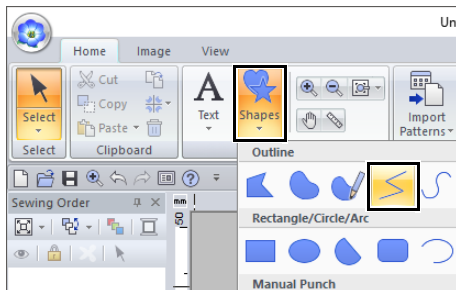 Un
Home Image View
Select
Cut
Copy
Paste
Text
Shapes
Import
Patterns
Select Clipboard
Outline
Sewing Order
mm
50
Rectangle/Circle/Arc
Manual Punch